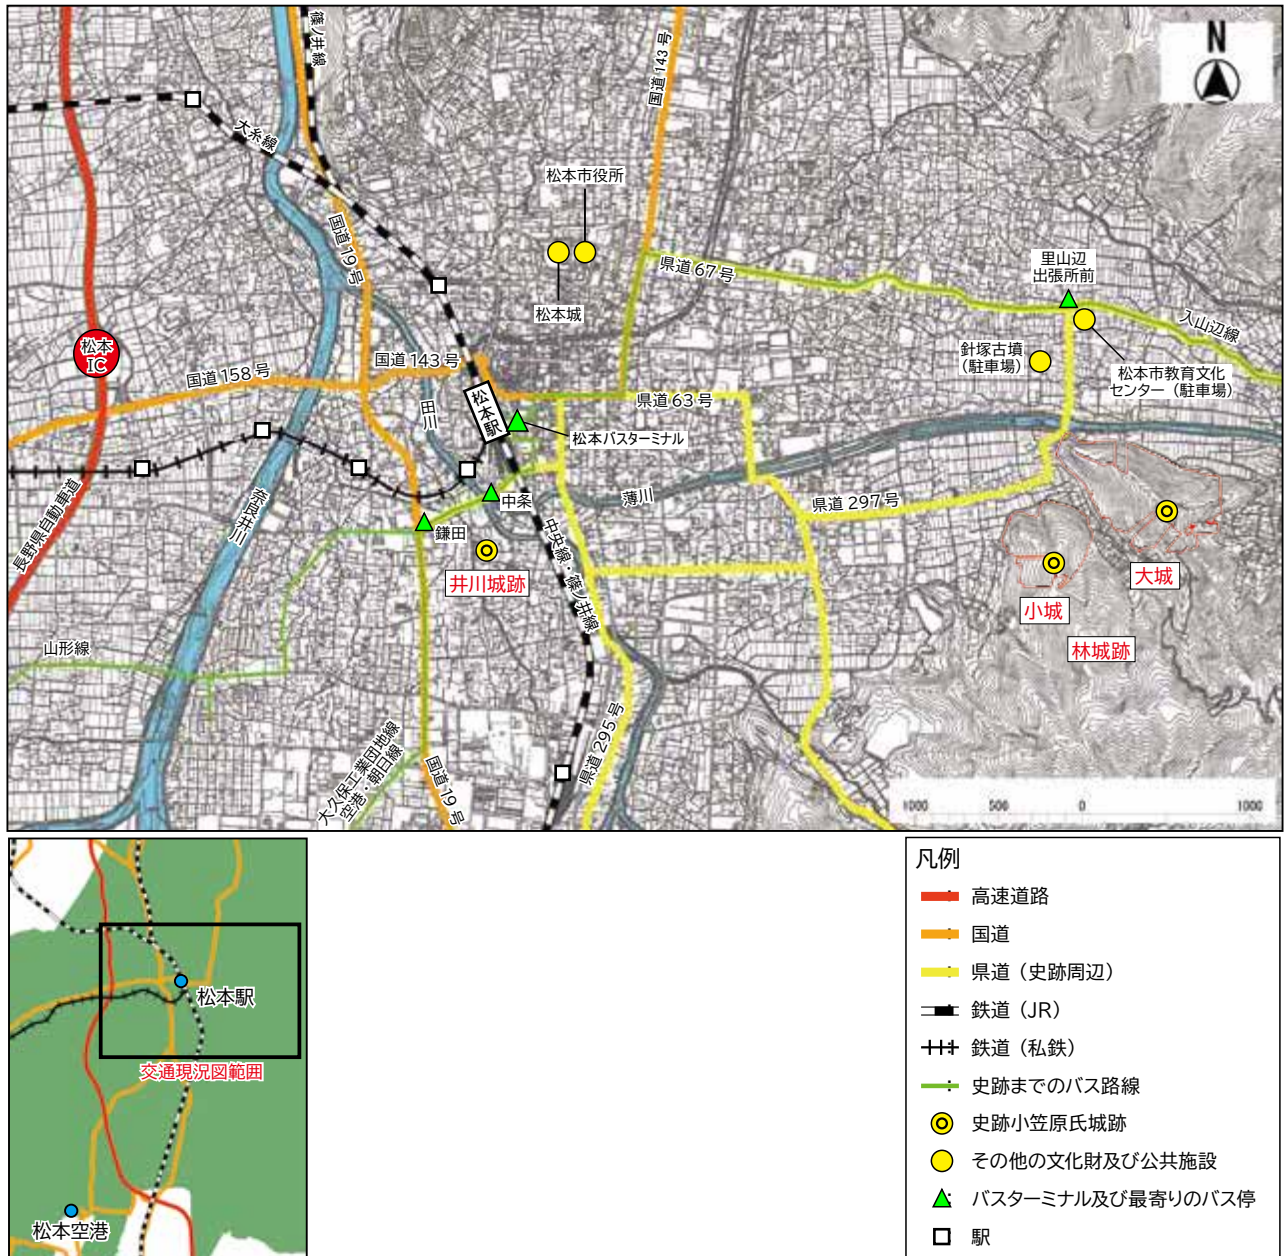 篠ノ井線
国道143号
N
大糸線
松本市役所
国道19号
県道67号
里山辺
出張所前
松本城
入山辺線
松本
IC
国道143号
針塚古墳
(駐車場)
松本市教育文化
センター(駐車場)
国道158号
田川
松本駅
県道63号
松本バスターミナル
中条
薄川
県道297号
奈良井川
長野県自動車道
鎌田
中央線・篠ノ井線
井川城跡
大城
小城
林城跡
山形線
県道295号
大久保工業団地線
空港・朝日線
国道19号
1000 500 0 1000
松本駅
交通現況図範囲
松本空港
凡例
高速道路
国道
県道(史跡周辺)
鉄道(JR)
鉄道(私鉄)
史跡までのバス路線
史跡小笠原氏城跡
その他の文化財及び公共施設
バスターミナル及び最寄りのバス停
駅